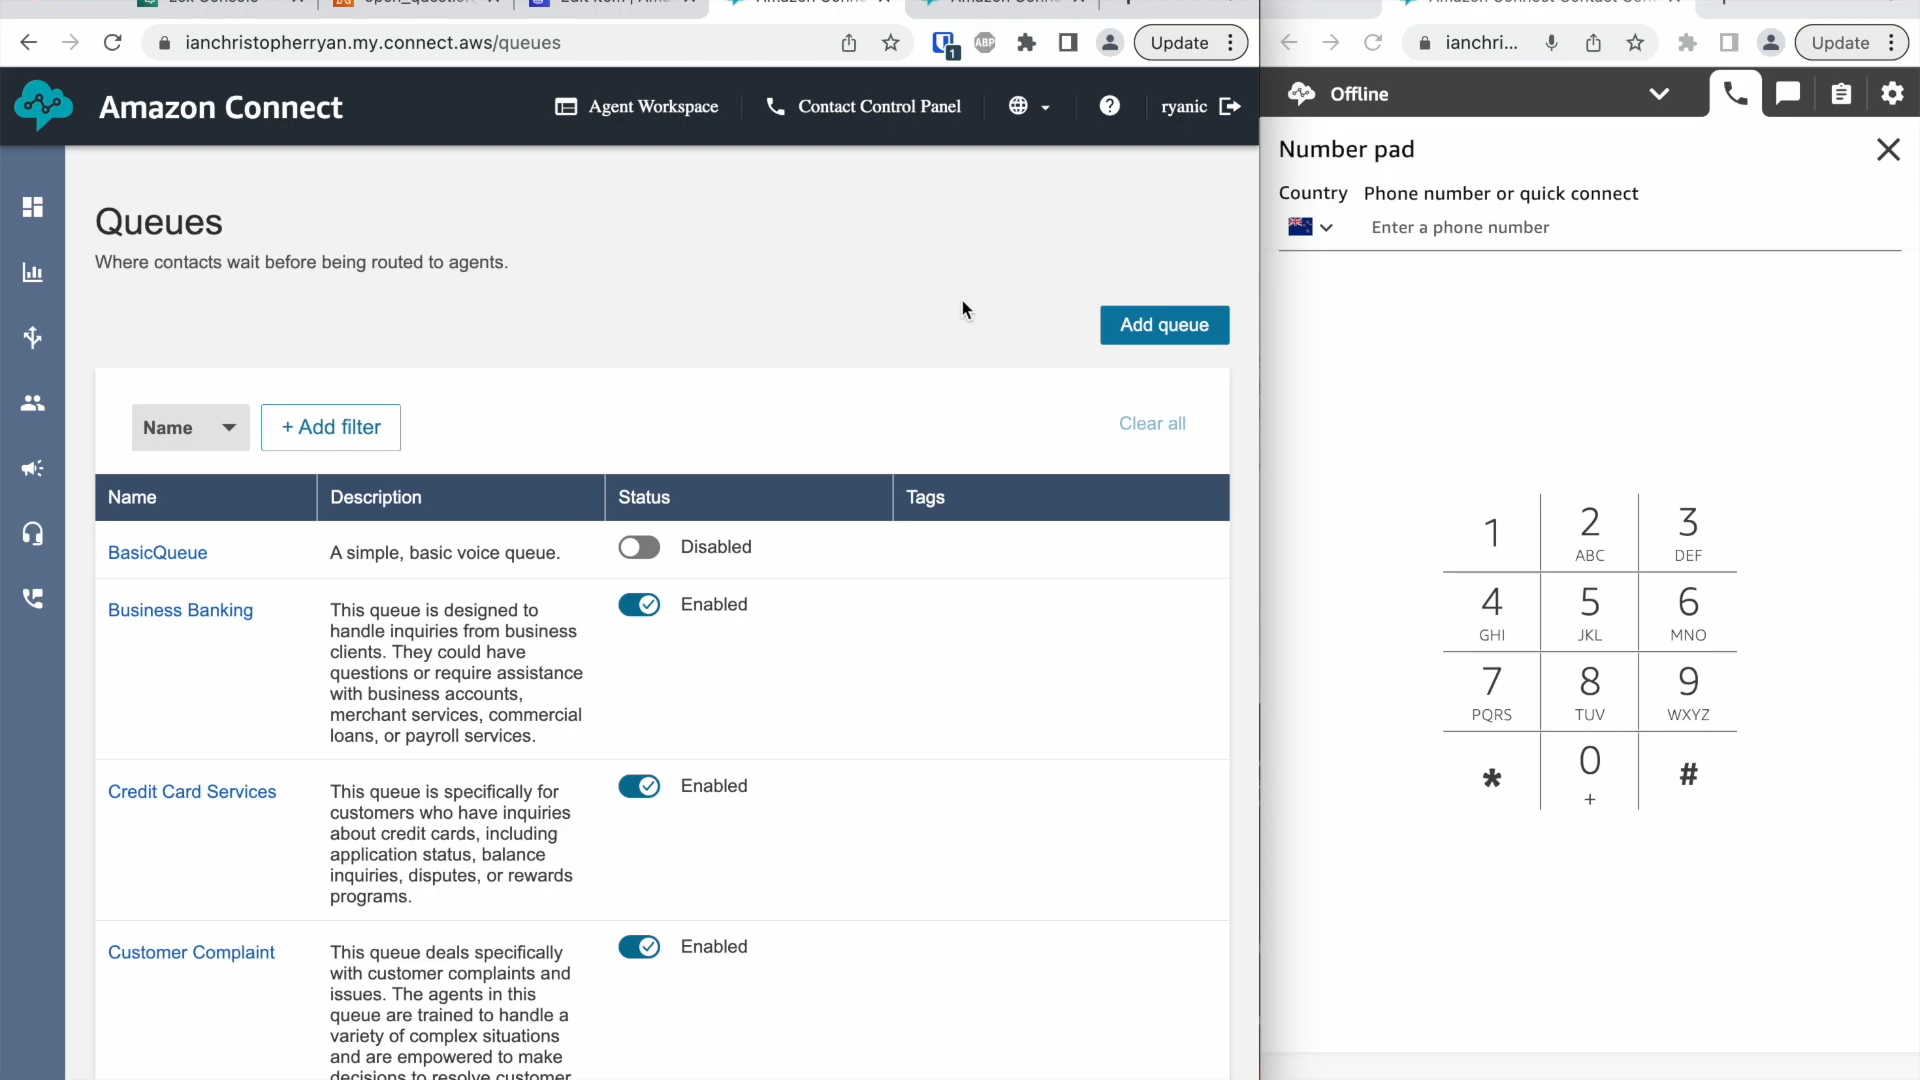 ianchristopherryan.my.connect.aws/queues
ABP
1
Update
ianchri...
Update
Amazon Connect
Agent Workspace
Contact Control Panel
ryanic
Offline
Number pad
Country Phone number or quick connect
Enter a phone number
Queues
Where contacts wait before being routed to agents.
Add queue
Name
+ Add filter
Clear all
Name Description Status Tags
BasicQueue A simple, basic voice queue. Disabled
Business Banking This queue is designed to Enabled
handle inquiries from business
clients. They could have
questions or require assistance
with business accounts,
merchant services, commercial
loans, or payroll services.
Credit Card Services This queue is specifically for Enabled
customers who have inquiries
about credit cards, including
application status, balance
inquiries, disputes, or rewards
programs.
Customer Complaint This queue deals specifically Enabled
with customer complaints and
issues. The agents in this
queue are trained to handle a
variety of complex situations
and are empowered to make
decisions to resolve customer
1 2 3
ABC DEF
4 5 6
GHI JKL MNO
7 8 9
PQRS TUV WXYZ
* 0 #
+